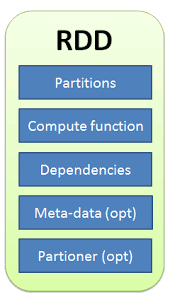 RDD
Partitions
Compute function
Dependencies
Meta-data (opt)
Partioner (opt)